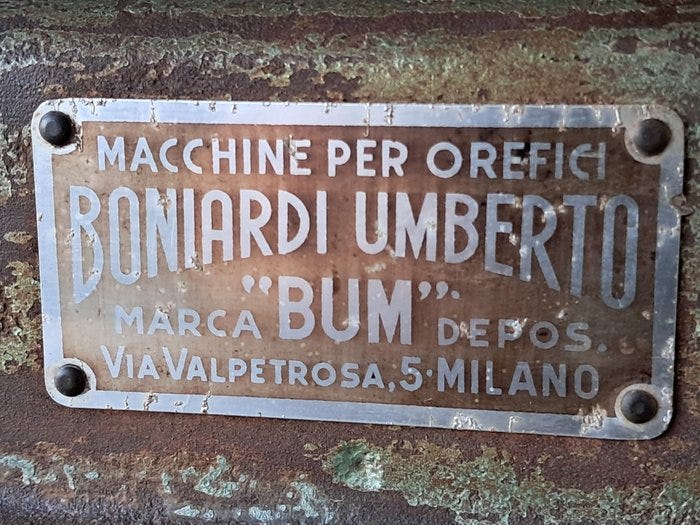 MACCHINE PER OREFICI
BONIARDI UMBERTO
MARCA "BUM" DEPOS.
VIA VALPETROSA, 5·MILANO